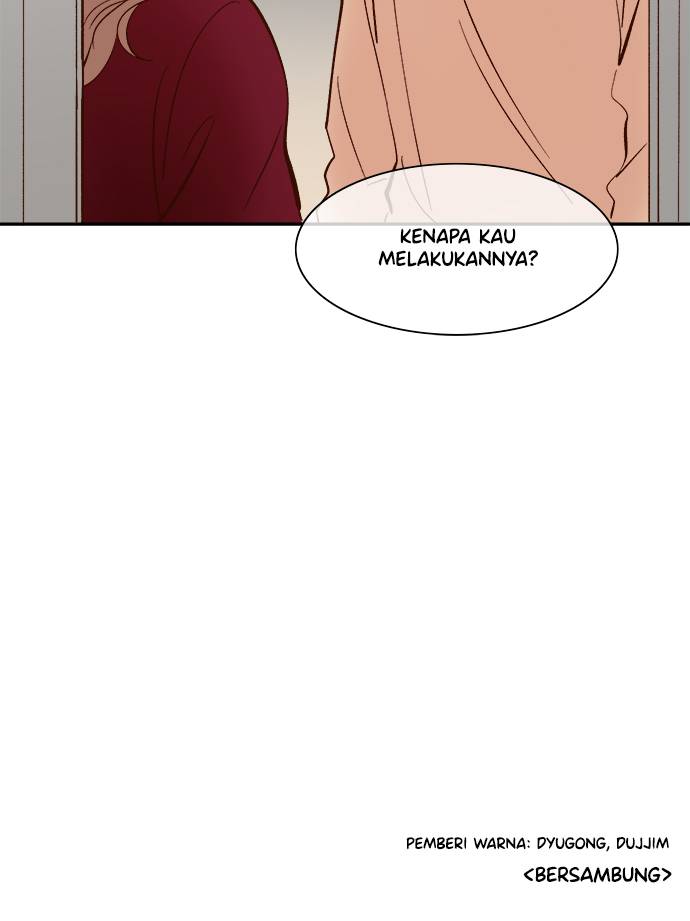 KENAPA KAU
MELAKUKANNYA?
PEMBERI WARNA: DYUGONG, DUJJIM
<BERSAMBUNG>